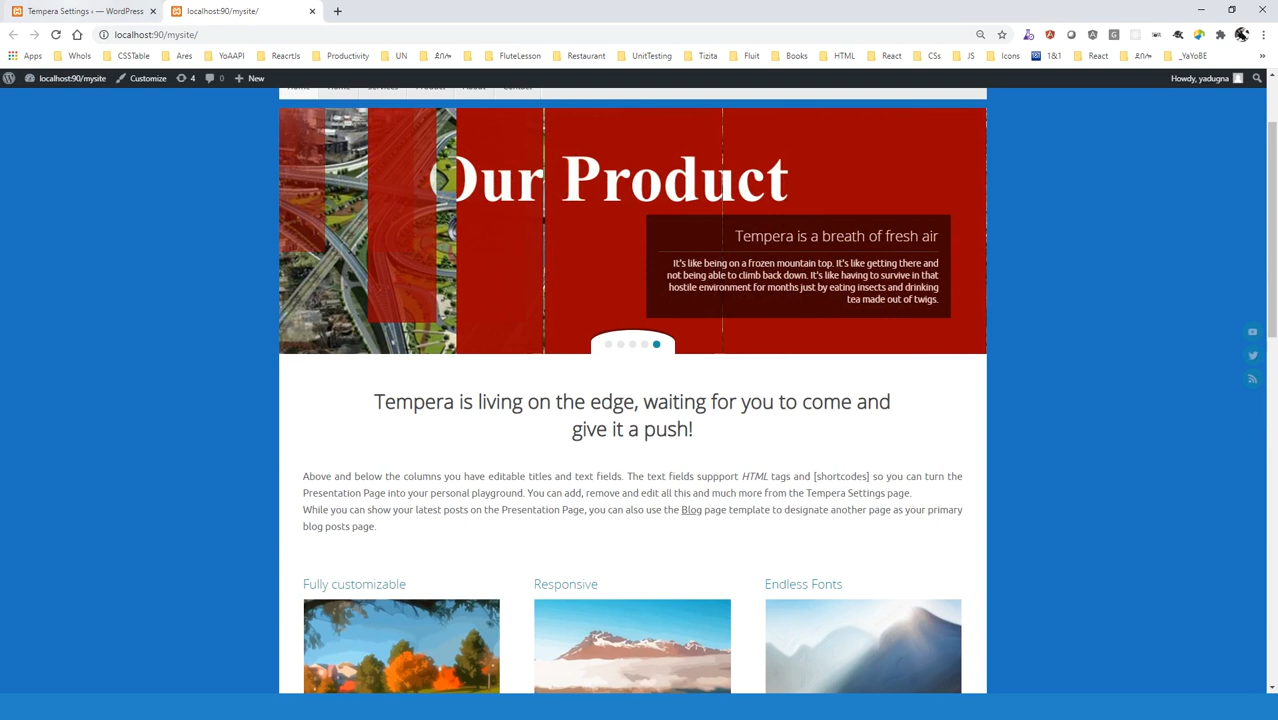 Tempera Settings ‹ — WordPress
localhost:90/mysite/
localhost:90/mysite/
Apps WhoIs CSSTable Ares YoAAPI ReacrtJs Productivity UN ደስሎ FluteLesson Restaurant UnitTesting Tizita Fluit Books HTML React CSs JS Icons 1&1 React ደስሎ _YaYoBE »
localhost:90/mysite Customize 4 0 New Howdy, yadugna
Home Home Services Product About Contact
Our Product
Tempera is a breath of fresh air
It's like being on a frozen mountain top. It's like getting there and
not being able to climb back down. It's like having to survive in that
hostile environment for months just by eating insects and drinking
tea made out of twigs.
Tempera is living on the edge, waiting for you to come and
give it a push!
Above and below the columns you have editable titles and text fields. The text fields suppport HTML tags and [shortcodes] so you can turn the
Presentation Page into your personal playground. You can add, remove and edit all this and much more from the Tempera Settings page.
While you can show your latest posts on the Presentation Page, you can also use the Blog page template to designate another page as your primary
blog posts page.
Fully customizable Responsive Endless Fonts